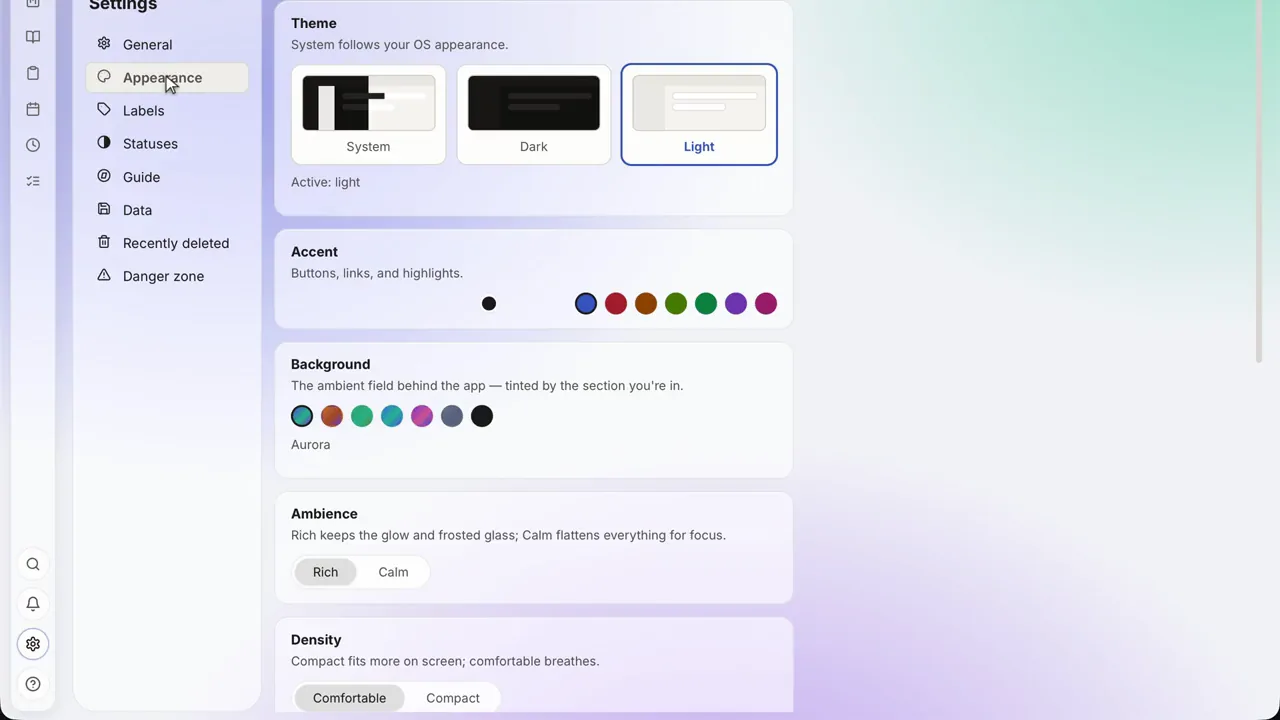 Settings
General
Appearance
Labels
Statuses
Guide
Data
Recently deleted
Danger zone
Theme
System follows your OS appearance.
System
Dark
Light
Active: light
Accent
Buttons, links, and highlights.
Background
The ambient field behind the app — tinted by the section you're in.
Aurora
Ambience
Rich keeps the glow and frosted glass; Calm flattens everything for focus.
Rich
Calm
Density
Compact fits more on screen; comfortable breathes.
Comfortable
Compact